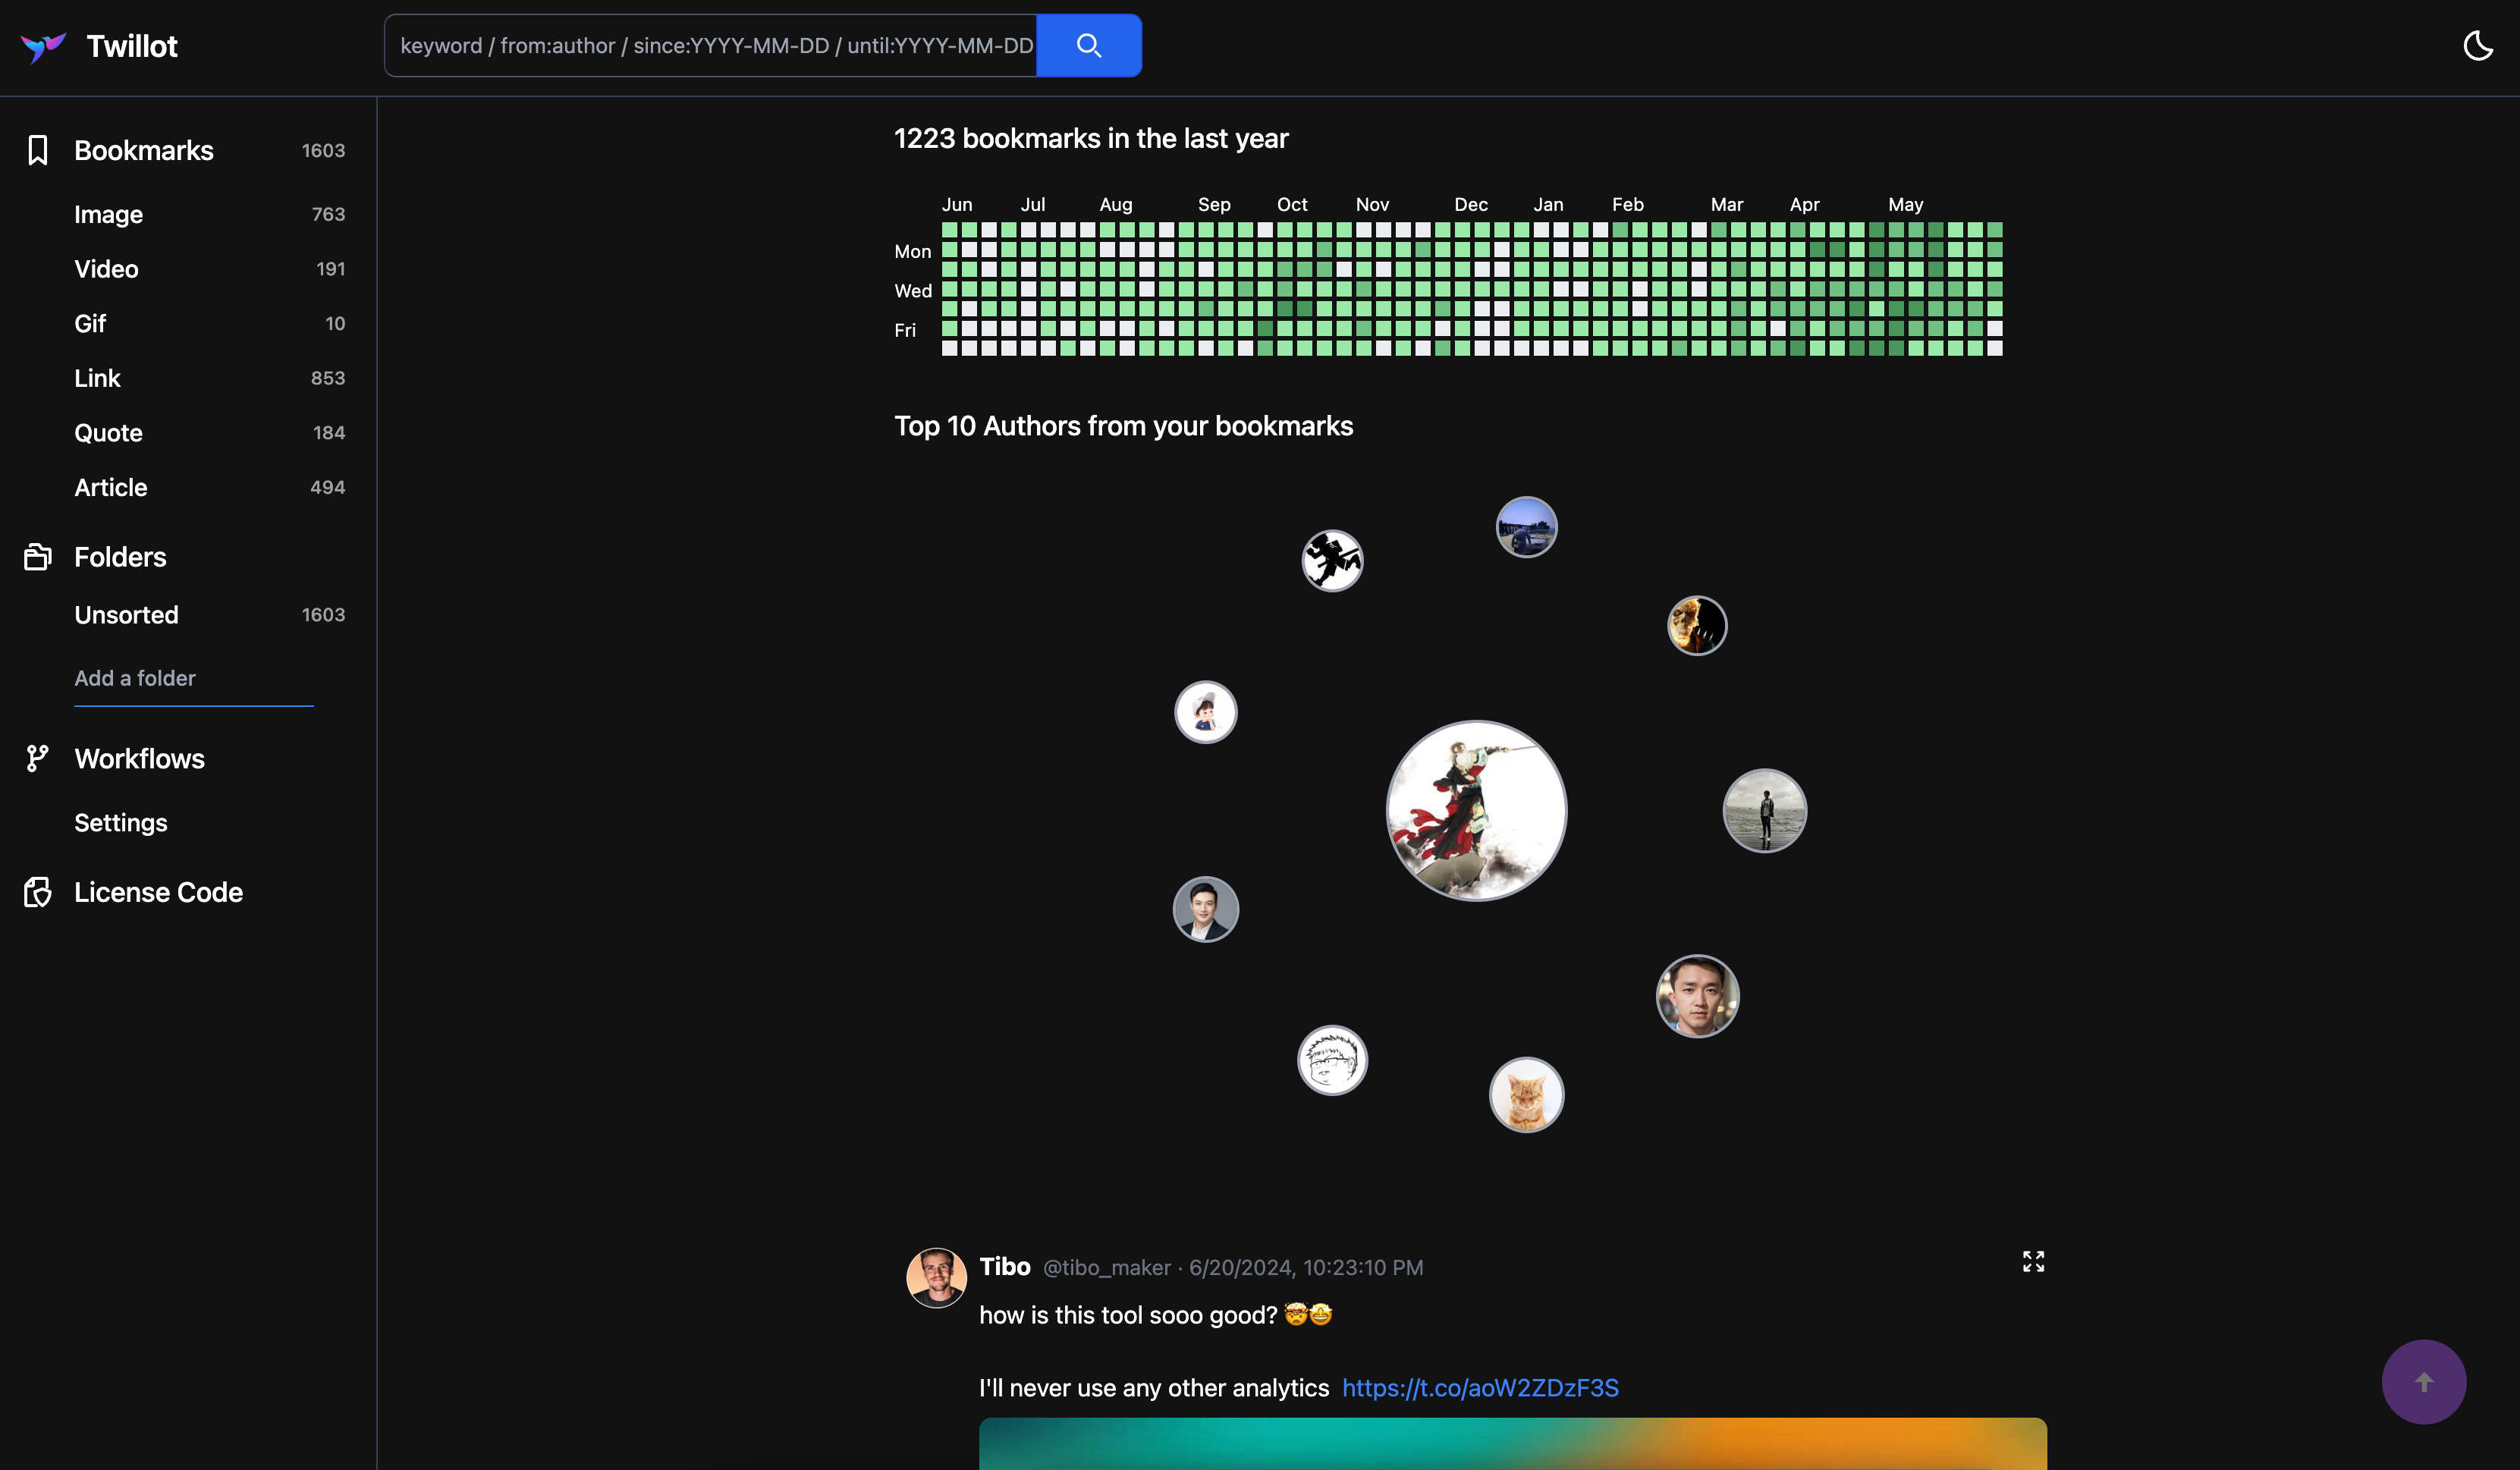 Twillot
keyword / from:author / since:YYYY-MM-DD / until:YYYY-MM-DD
Bookmarks 1603
Image 763
Video 191
Gif 10
Link 853
Quote 184
Article 494
Folders
Unsorted 1603
Add a folder
Workflows
Settings
License Code
1223 bookmarks in the last year
Jun Jul Aug Sep Oct Nov Dec Jan Feb Mar Apr May
Mon
Wed
Fri
Top 10 Authors from your bookmarks
Tibo @tibo_maker · 6/20/2024, 10:23:10 PM
how is this tool sooo good? 🤯🤩
I'll never use any other analytics https://t.co/aoW2ZDzF3S